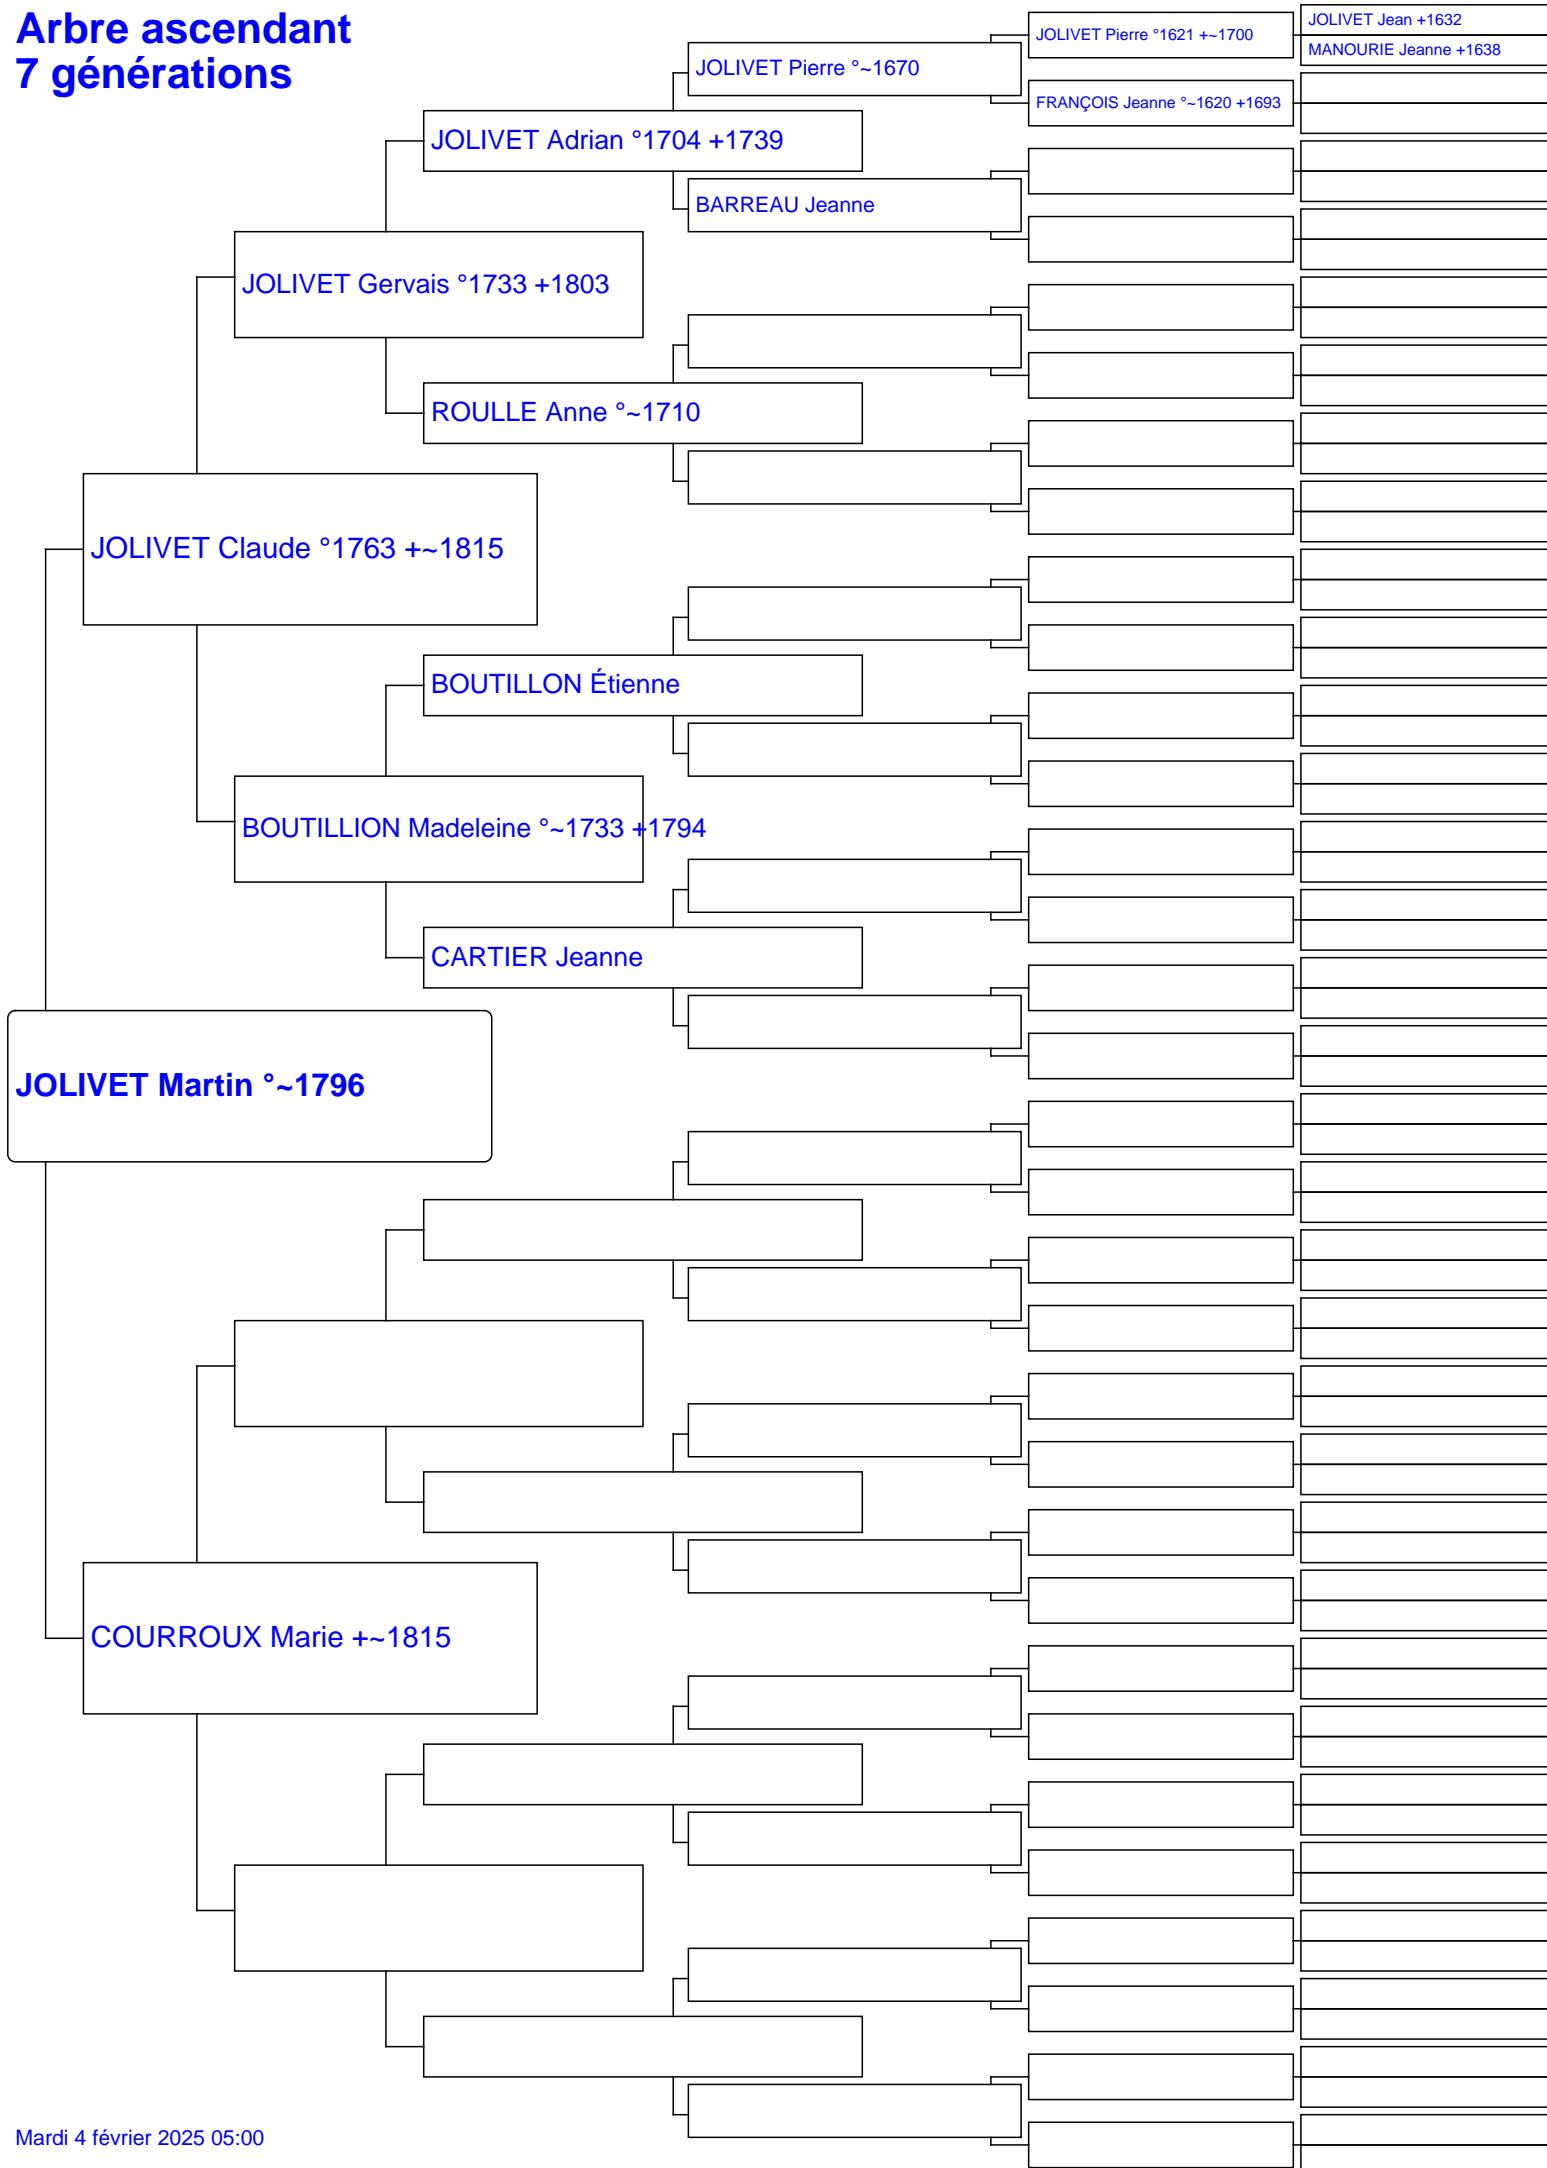 Arbre ascendant
7 générations
JOLIVET Jean +1632
JOLIVET Pierre °1621 +~1700
MANOURIE Jeanne +1638
JOLIVET Pierre °~1670
FRANÇOIS Jeanne °~1620 +1693
JOLIVET Adrian °1704 +1739
BARREAU Jeanne
JOLIVET Gervais °1733 +1803
ROULLE Anne °~1710
JOLIVET Claude °1763 +~1815
BOUTILLON Étienne
BOUTILLION Madeleine °~1733 +1794
CARTIER Jeanne
JOLIVET Martin °~1796
COURROUX Marie +~1815
Mardi 4 février 2025 05:00